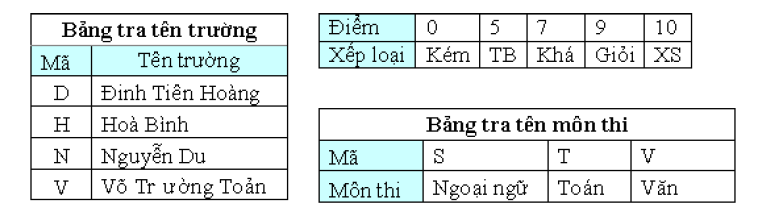 Bảng tra tên trường
Mã Tên trường
D Đinh Tiên Hoàng
H Hoà Bình
N Nguyễn Du
V Võ Tr ường Toản
Điểm 0 5 7 9 10
Xếp loại Kém TB Khá Giỏi XS
Bảng tra tên môn thi
Mã S T V
Môn thi Ngoại ngữ Toán Văn